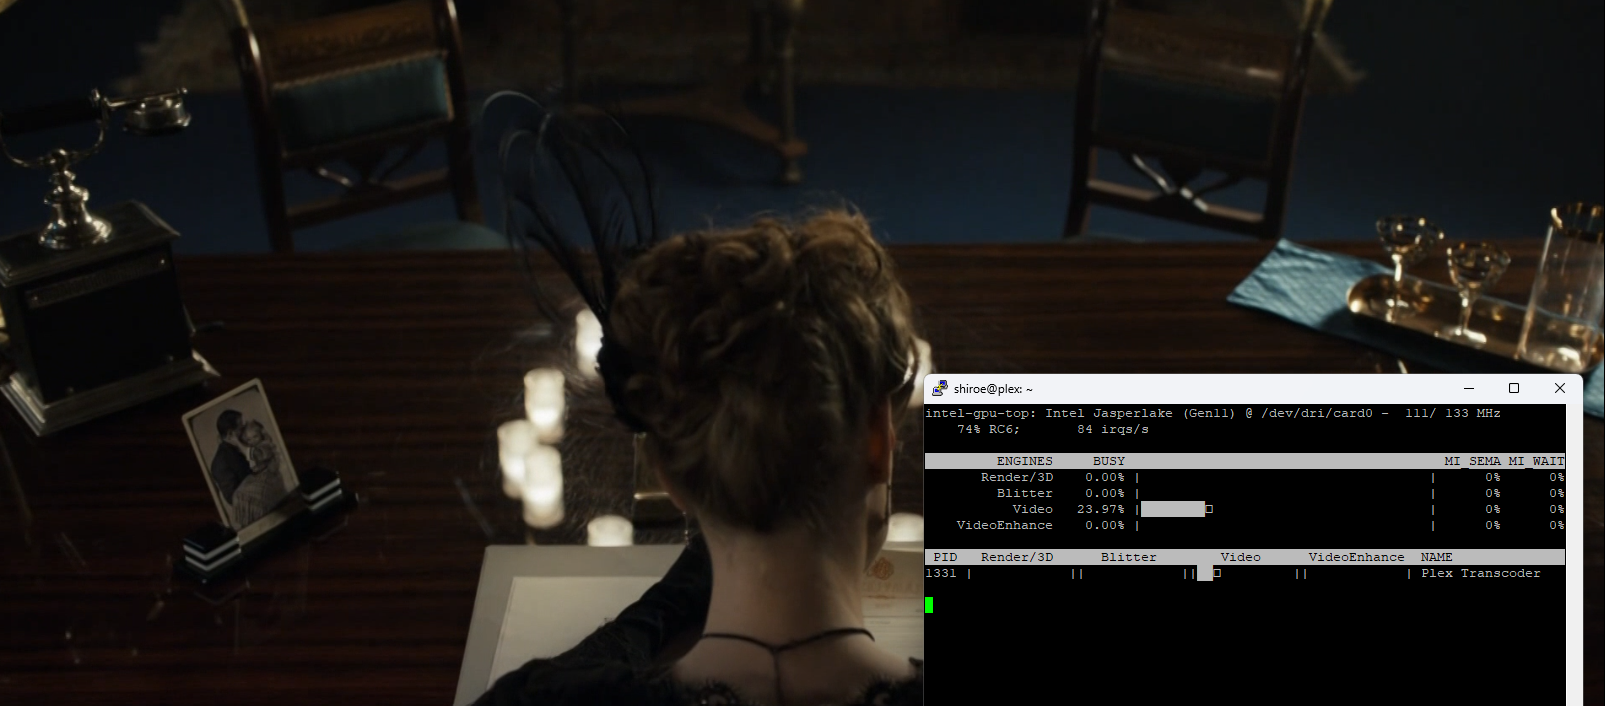 shiroe@plex: ~
intel-gpu-top: Intel Jasperlake (Gen11) @ /dev/dri/card0 -  111/ 133 MHz
    74% RC6;       84 irqs/s
         ENGINES     BUSY                                        MI_SEMA MI_WAIT
       Render/3D    0.00% |                                    |      0%      0%
         Blitter    0.00% |                                    |      0%      0%
           Video   23.97% |                                    |      0%      0%
    VideoEnhance    0.00% |                                    |      0%      0%
 PID   Render/3D      Blitter        Video      VideoEnhance  NAME
1331 |            ||            ||            ||            | Plex Transcoder